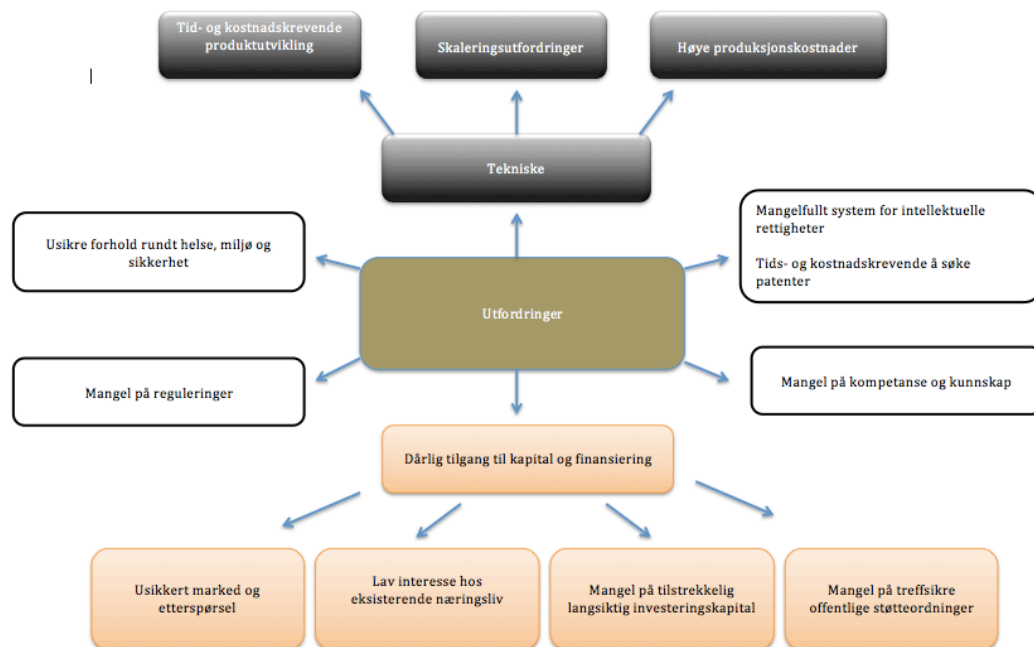 Tid- og kostnadskrevende
produktutvikling
Skaleringsutfordringer
Høye produksjonskostnader
Tekniske
Usikre forhold rundt helse, miljø og
sikkerhet
Mangelfullt system for intellektuelle
rettigheter
Tids- og kostnadskrevende å søke
patenter
Utfordringer
Mangel på reguleringer
Mangel på kompetanse og kunnskap
Dårlig tilgang til kapital og finansiering
Usikkert marked og
etterspørsel
Lav interesse hos
eksisterende næringsliv
Mangel på tilstrekkelig
langsiktig investeringskapital
Mangel på treffsikre
offentlige støtteordninger